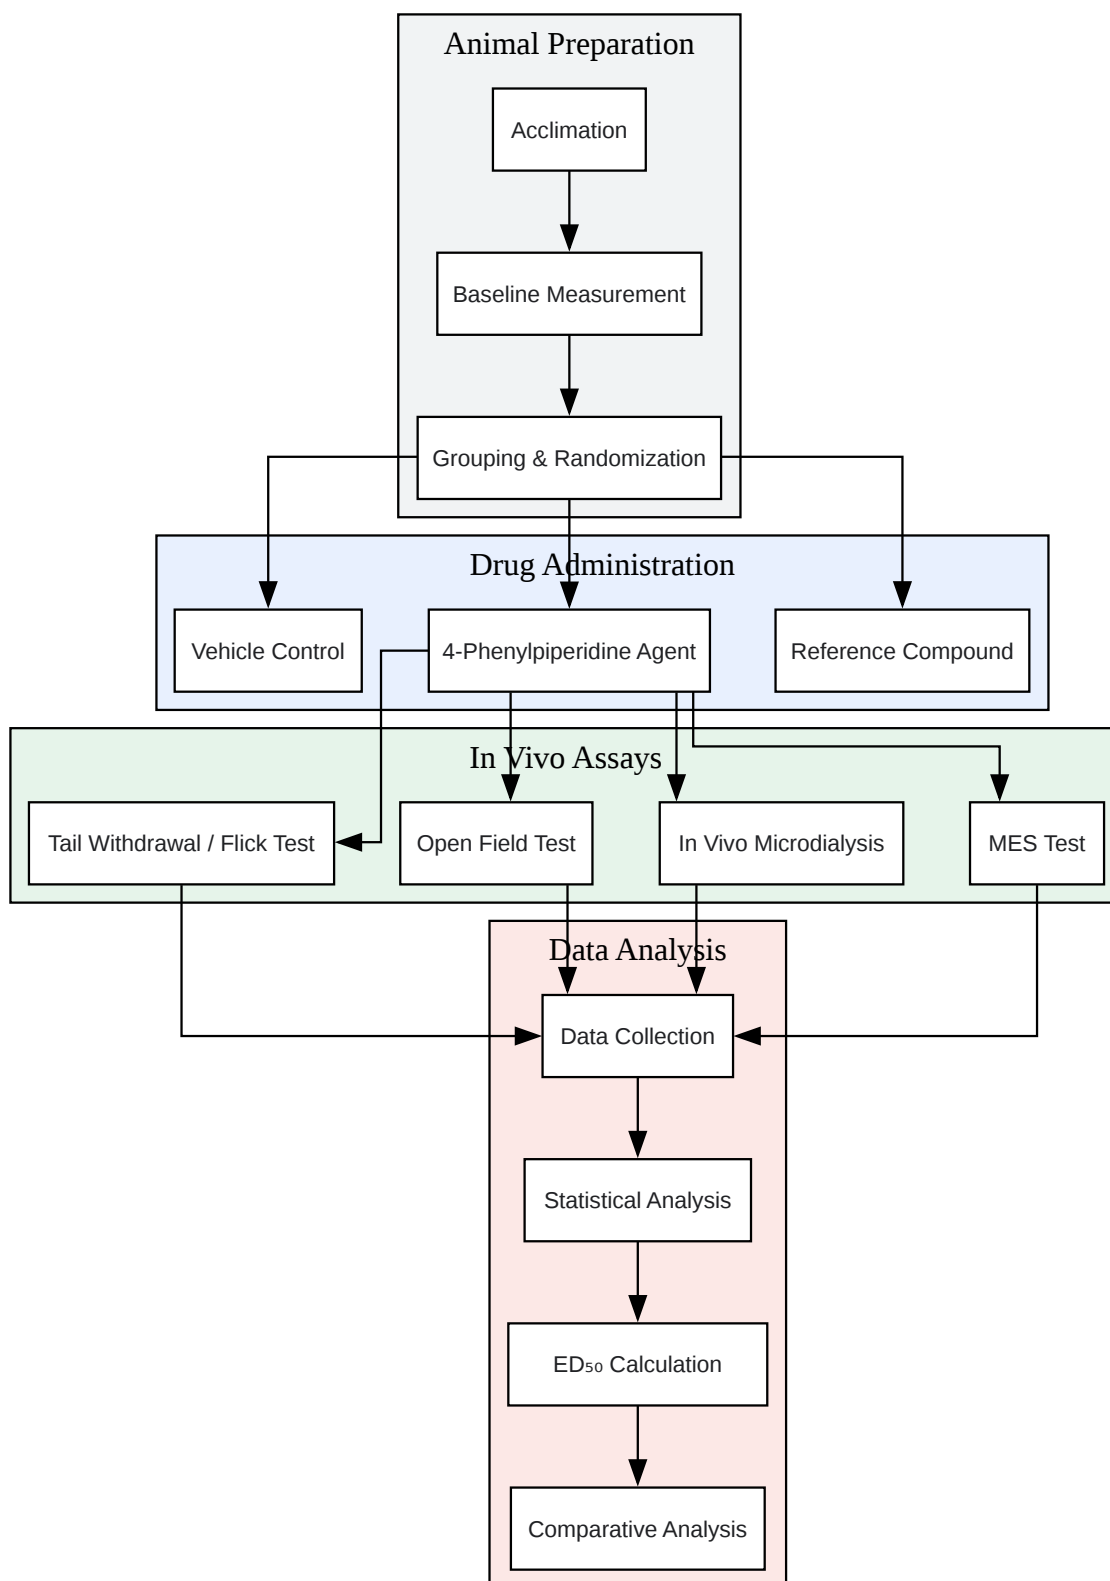 Animal Preparation
Acclimation
Baseline Measurement
Grouping & Randomization
Drug Administration
Vehicle Control
4-Phenylpiperidine Agent
Reference Compound
In Vivo Assays
Tail Withdrawal / Flick Test
Open Field Test
In Vivo Microdialysis
MES Test
Data Analysis
Data Collection
Statistical Analysis
ED₅₀ Calculation
Comparative Analysis